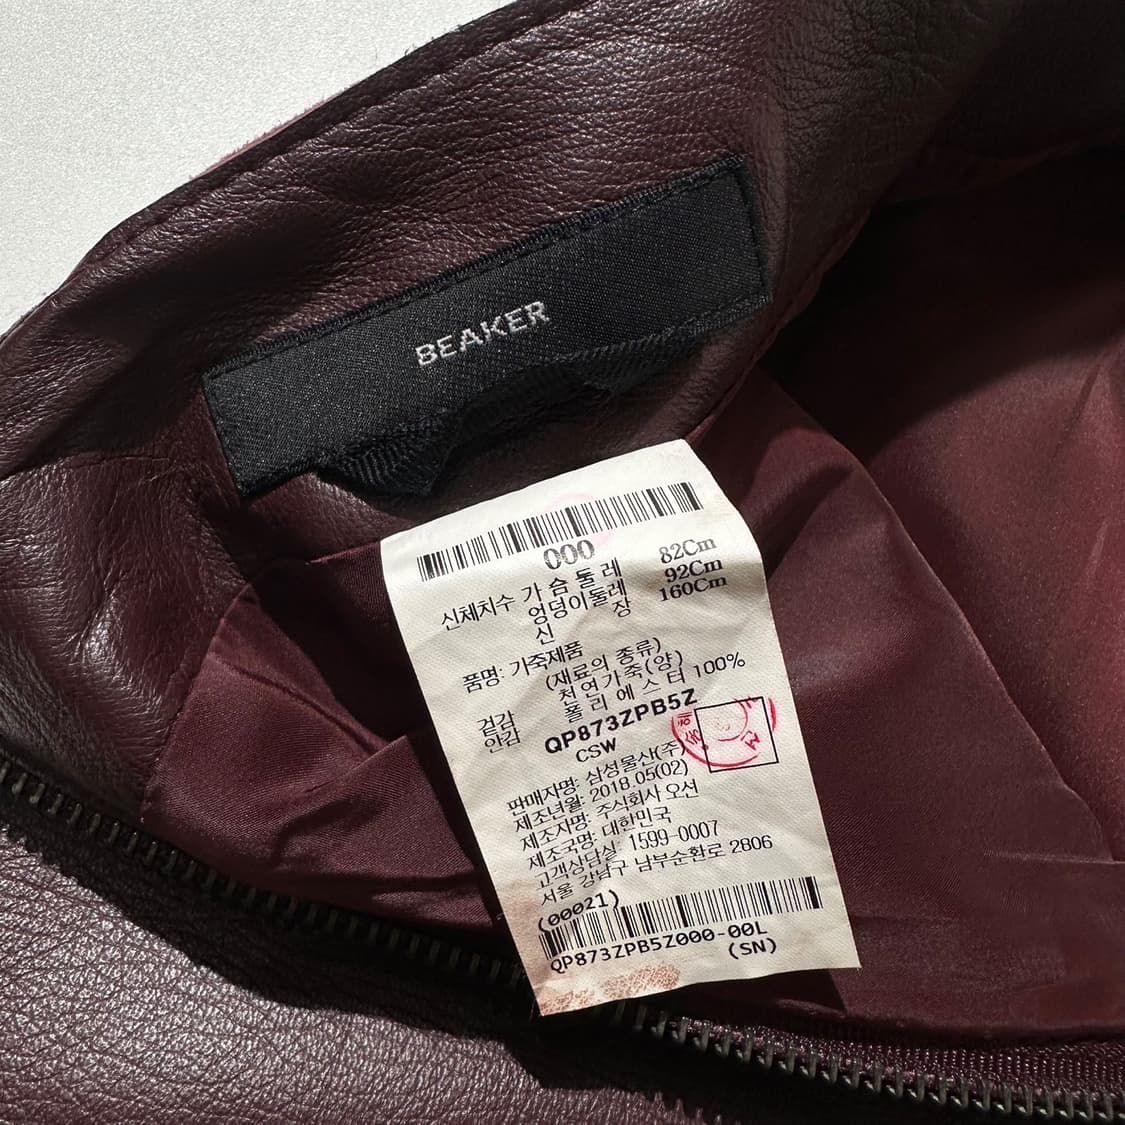 BEAKER
000
신체치수 가슴둘레 82Cm
엉덩이둘레 92Cm
신 장 160Cm
품명: 가죽제품
(재료의 종류)
겉감 천연가죽(양)
안감 폴리에스터 100%
QP873ZPB5Z
CSW
판매자명: 삼성물산(주)
제조년월: 2018.05(02)
제조자명: 주식회사 오션
제조국명: 대한민국
고객상담실: 1599-0007
서울 강남구 남부순환로 2806
(00021)
QP873ZPB5Z000-00L
(SN)